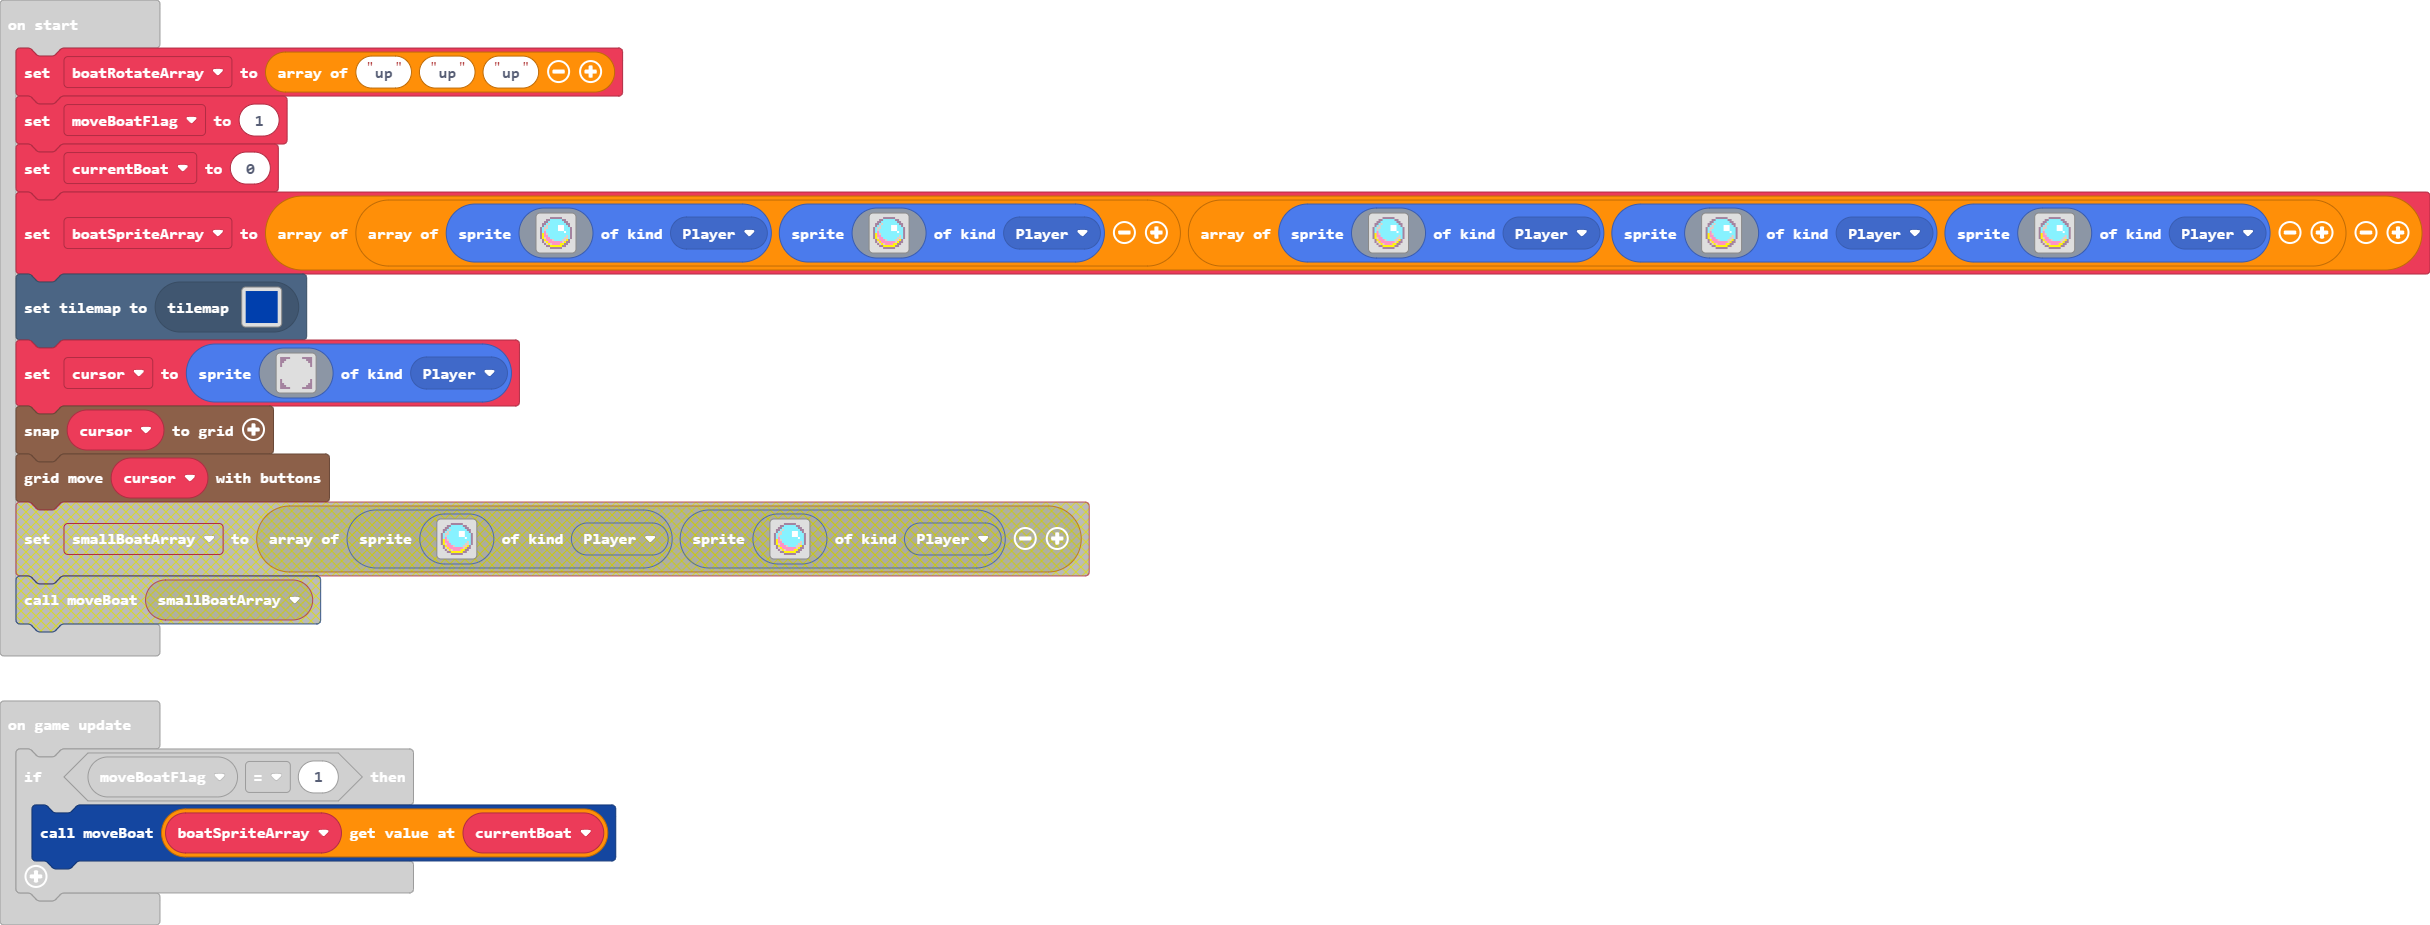 on start
set boatRotateArray to array of "up" "up" "up"
set moveBoatFlag to 1
set currentBoat to 0
set boatSpriteArray to array of array of sprite of kind Player sprite of kind Player array of sprite of kind Player sprite of kind Player sprite of kind Player
set tilemap to tilemap
set cursor to sprite of kind Player
snap cursor to grid
grid move cursor with buttons
set smallBoatArray to array of sprite of kind Player sprite of kind Player
call moveBoat smallBoatArray
on game update
if moveBoatFlag = 1 then
call moveBoat boatSpriteArray get value at currentBoat